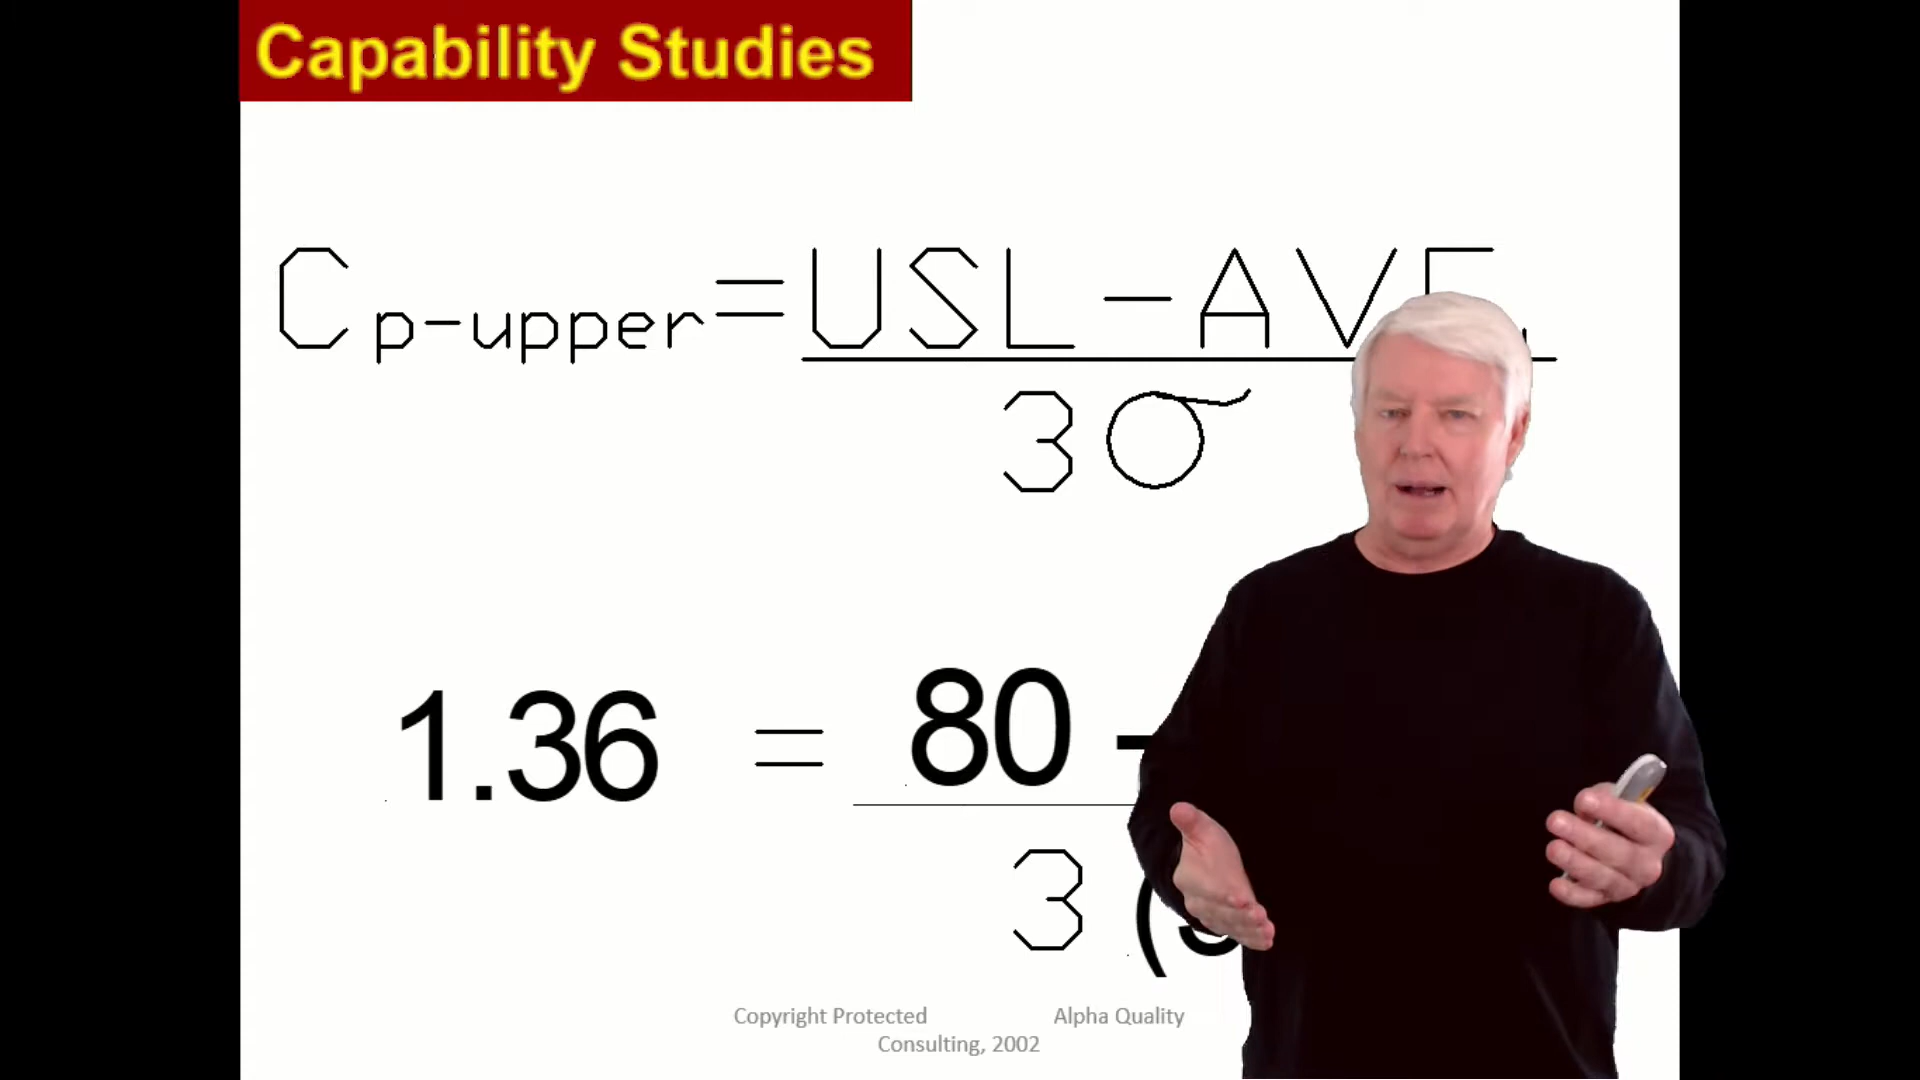 Capability Studies
Cp-upper = USL - AVE.
3σ
1.36 = 80 -
3 (
Copyright Protected Alpha Quality
Consulting, 2002